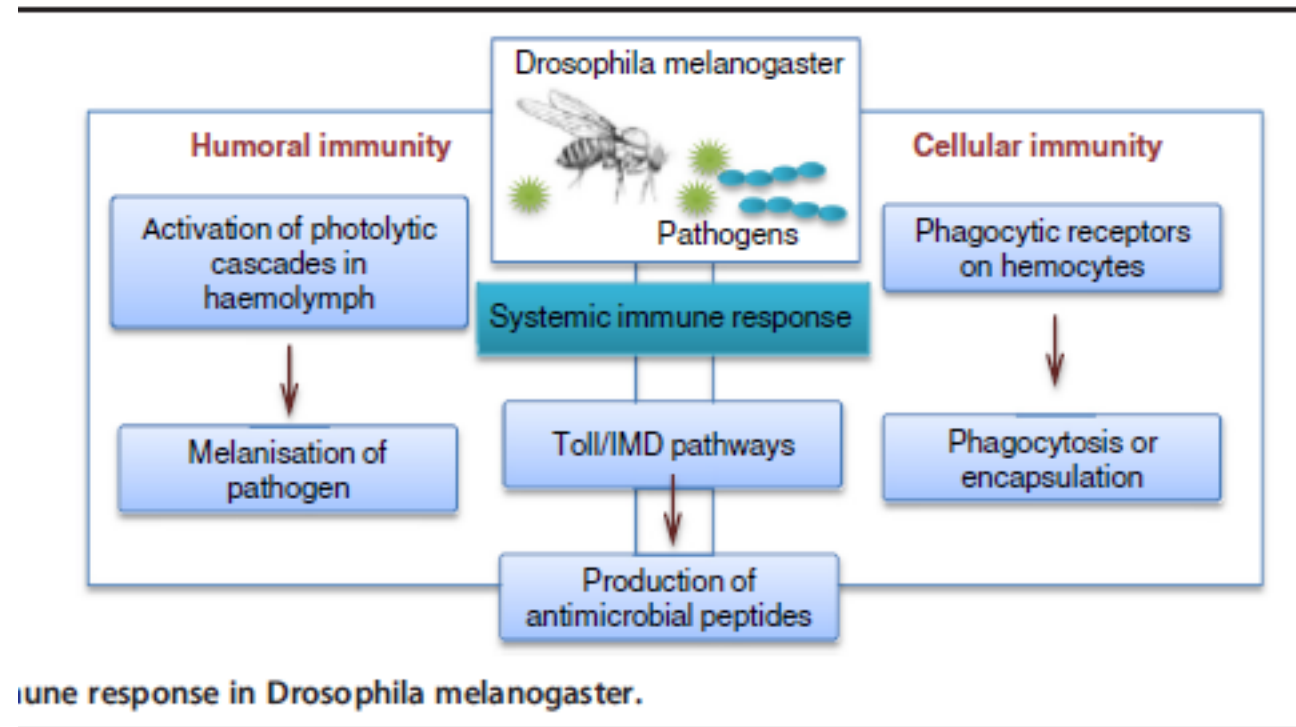 Drosophila melanogaster
Pathogens
Humoral immunity
Activation of photolytic
cascades in
haemolymph
Melanisation of
pathogen
Systemic immune response
Toll/IMD pathways
Production of
antimicrobial peptides
Cellular immunity
Phagocytic receptors
on hemocytes
Phagocytosis or
encapsulation
response in Drosophila melanogaster.